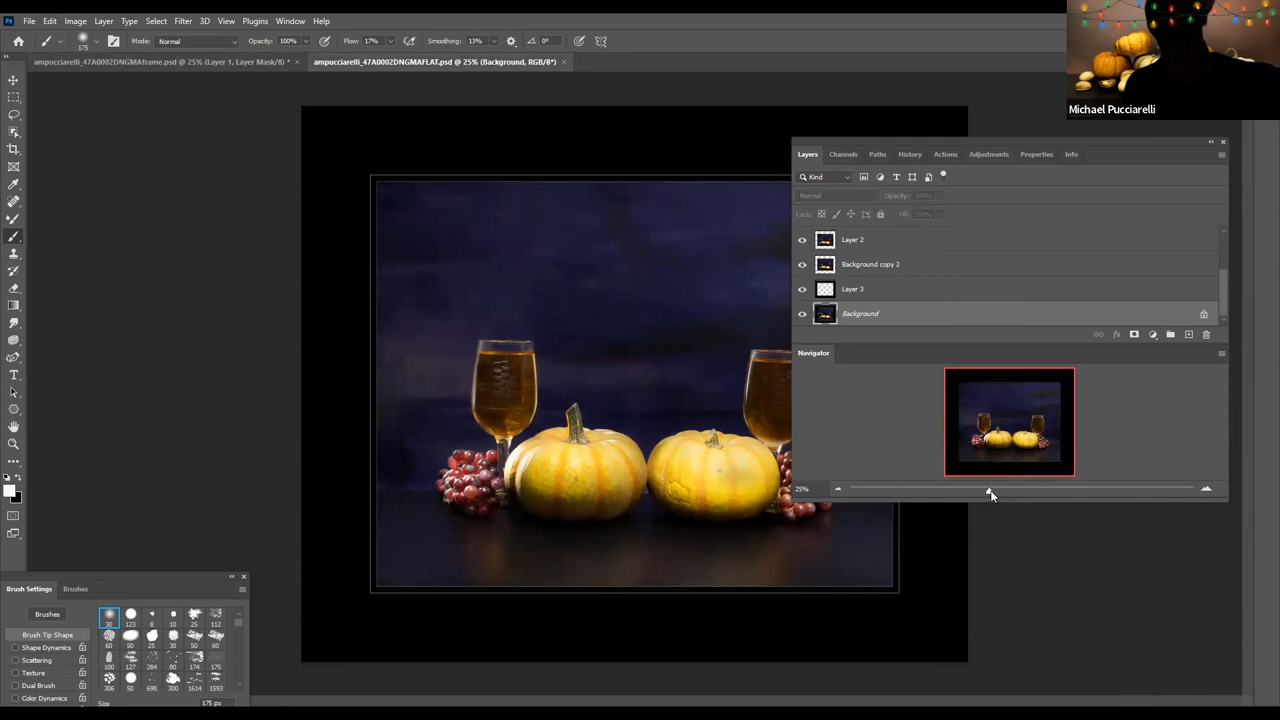 Ps File Edit Image Layer Type Select Filter 3D View Plugins Window Help
175 Mode: Normal Opacity: 100% Flow: 17% Smoothing: 13% 0°
ampucciarelli_47A0002DNGMAframe.psd @ 25% (Layer 1, Layer Mask/8) * ×
ampucciarelli_47A0002DNGMAFLAT.psd @ 25% (Background, RGB/8*) ×
Michael Pucciarelli
Layers Channels Paths History Actions Adjustments Properties Info
Kind
Normal Opacity: 100%
Lock: Fill: 100%
Layer 2
Background copy 2
Layer 3
Background
fx
Navigator
25%
Brush Settings Brushes
Brushes
30 123 8 10 25 112
Brush Tip Shape
60 50 25 30 50 60
Shape Dynamics
Scattering
100 127 284 80 174 175
Texture
Dual Brush
306 50 698 300 1614 1593
Color Dynamics
Size 175 px